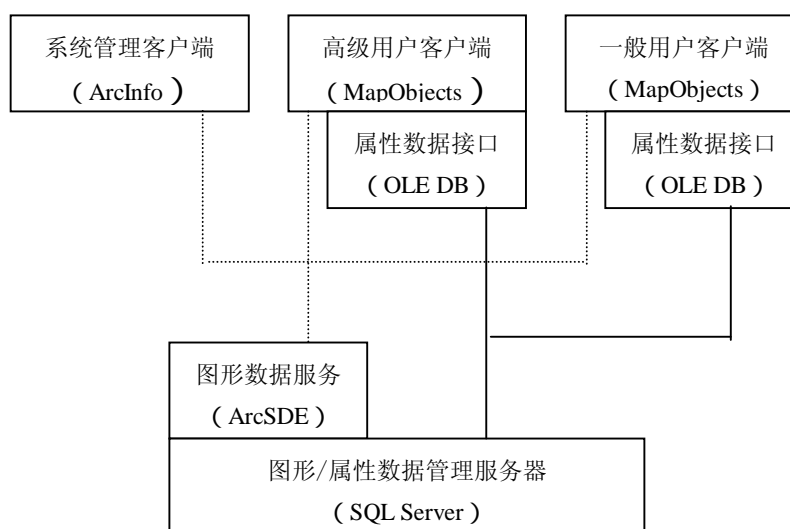 系统管理客户端
（ArcInfo）
高级用户客户端
（MapObjects）
一般用户客户端
（MapObjects）
属性数据接口
（OLE DB）
属性数据接口
（OLE DB）
图形数据服务
（ArcSDE）
图形/属性数据管理服务器
（SQL Server）